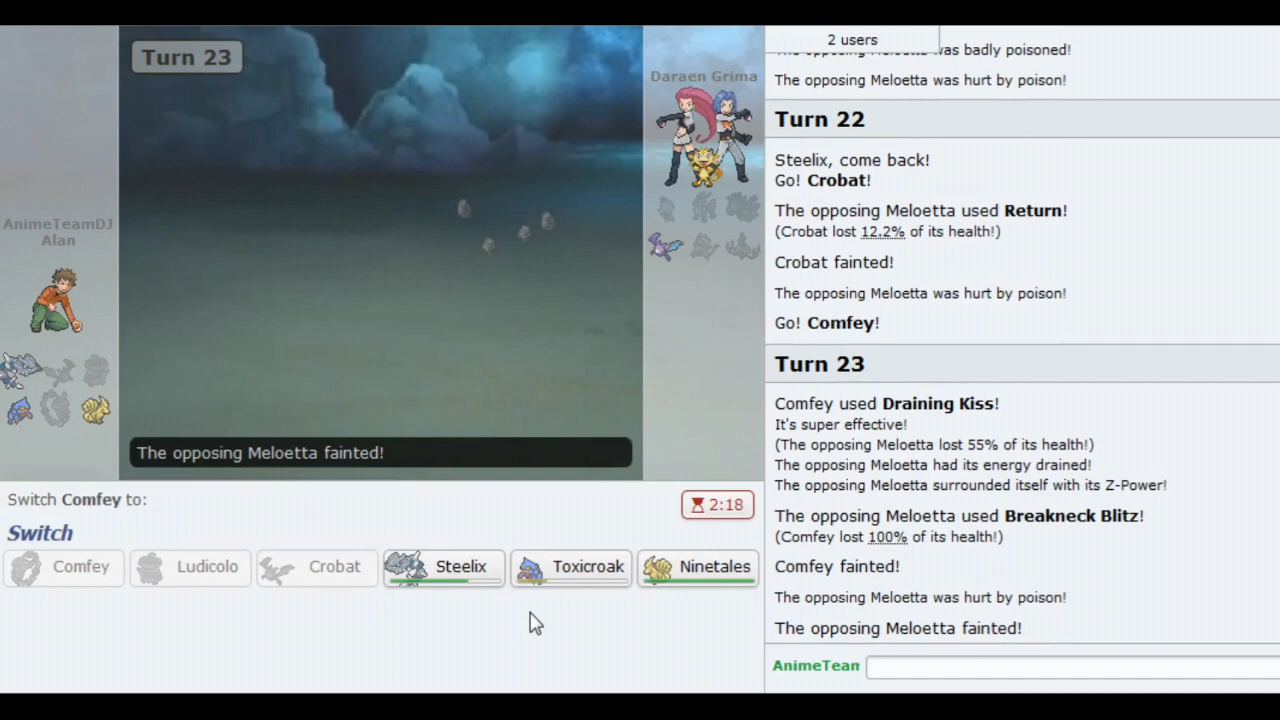 Turn 23
AnimeTeamDJ
Alan
Daraen Grima
The opposing Meloetta fainted!
Switch Comfey to:
2:18
Switch
Comfey
Ludicolo
Crobat
Steelix
Toxicroak
Ninetales
2 users
The opposing Meloetta was badly poisoned!
The opposing Meloetta was hurt by poison!
Turn 22
Steelix, come back!
Go! Crobat!
The opposing Meloetta used Return!
(Crobat lost 12.2% of its health!)
Crobat fainted!
The opposing Meloetta was hurt by poison!
Go! Comfey!
Turn 23
Comfey used Draining Kiss!
It's super effective!
(The opposing Meloetta lost 55% of its health!)
The opposing Meloetta had its energy drained!
The opposing Meloetta surrounded itself with its Z-Power!
The opposing Meloetta used Breakneck Blitz!
(Comfey lost 100% of its health!)
Comfey fainted!
The opposing Meloetta was hurt by poison!
The opposing Meloetta fainted!
AnimeTeam